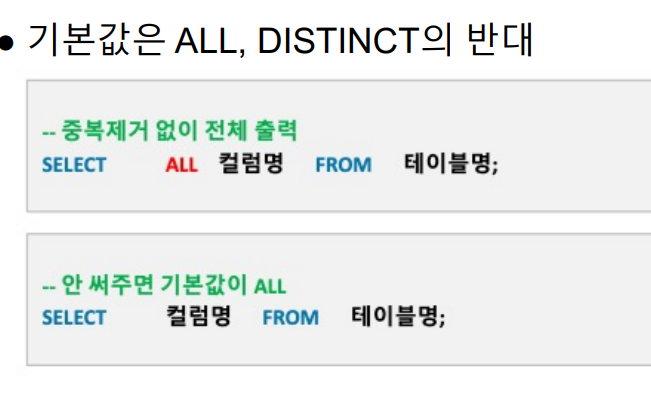 ● 기본값은 ALL, DISTINCT의 반대
-- 중복제거 없이 전체 출력
SELECT ALL 컬럼명 FROM 테이블명;
-- 안 써주면 기본값이 ALL
SELECT 컬럼명 FROM 테이블명;